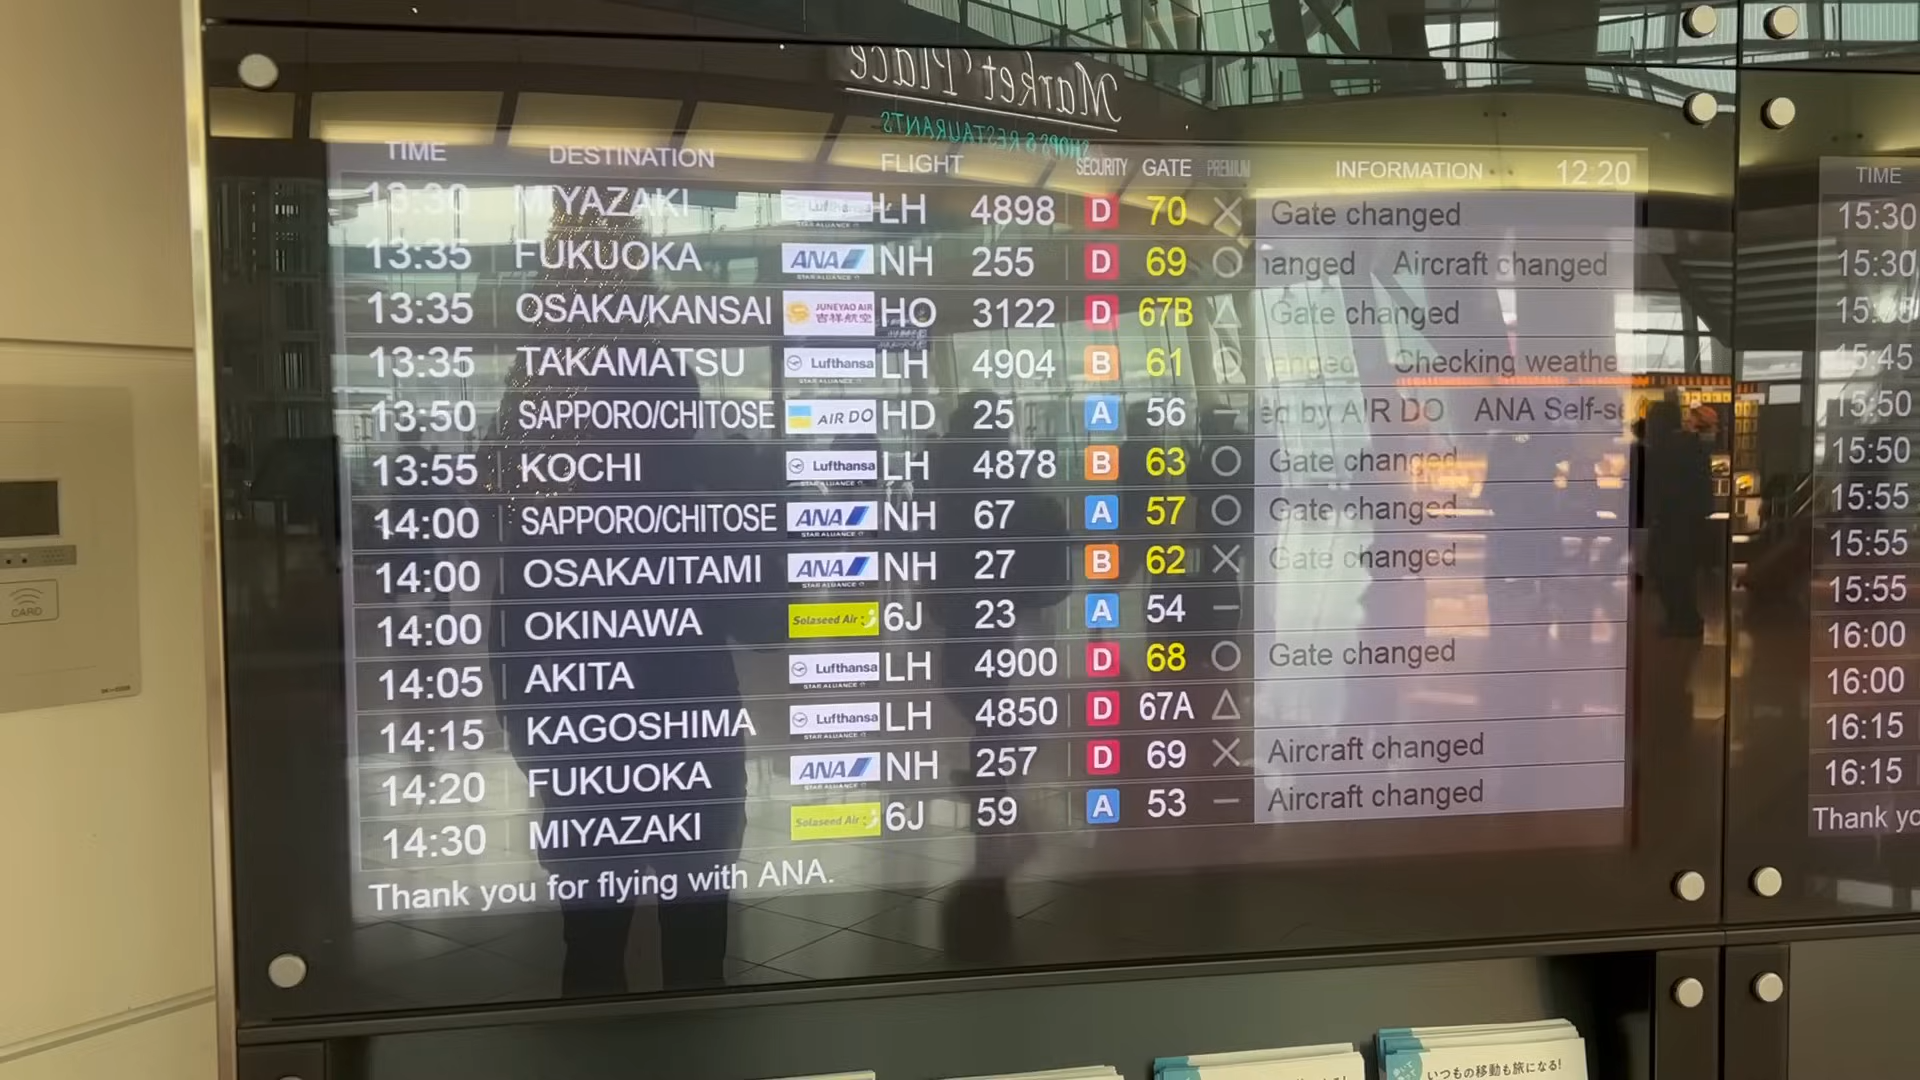 Market Place
SHOPS & RESTAURANTS
TIME DESTINATION FLIGHT SECURITY GATE PREMIUM INFORMATION 12:20
13:30 MIYAZAKI Lufthansa LH 4898 D 70 × Gate changed
13:35 FUKUOKA ANA NH 255 D 69 ○ hanged Aircraft changed
13:35 OSAKA/KANSAI JUNEYAO AIR 吉祥航空 HO 3122 D 67B △ Gate changed
13:35 TAKAMATSU Lufthansa LH 4904 B 61 ○ anged Checking weathe
13:50 SAPPORO/CHITOSE AIR DO HD 25 A 56 — ed by AIR DO ANA Self-se
13:55 KOCHI Lufthansa LH 4878 B 63 ○ Gate changed
14:00 SAPPORO/CHITOSE ANA NH 67 A 57 ○ Gate changed
14:00 OSAKA/ITAMI ANA NH 27 B 62 × Gate changed
14:00 OKINAWA Solaseed Air 6J 23 A 54 —
14:05 AKITA Lufthansa LH 4900 D 68 ○ Gate changed
14:15 KAGOSHIMA Lufthansa LH 4850 D 67A △
14:20 FUKUOKA ANA NH 257 D 69 × Aircraft changed
14:30 MIYAZAKI Solaseed Air 6J 59 A 53 — Aircraft changed
Thank you for flying with ANA.
TIME
15:30
15:30
15:45
15:50
15:50
15:55
15:55
15:55
16:00
16:00
16:15
16:15
Thank yo
CARD
いつもの移動も旅になる!